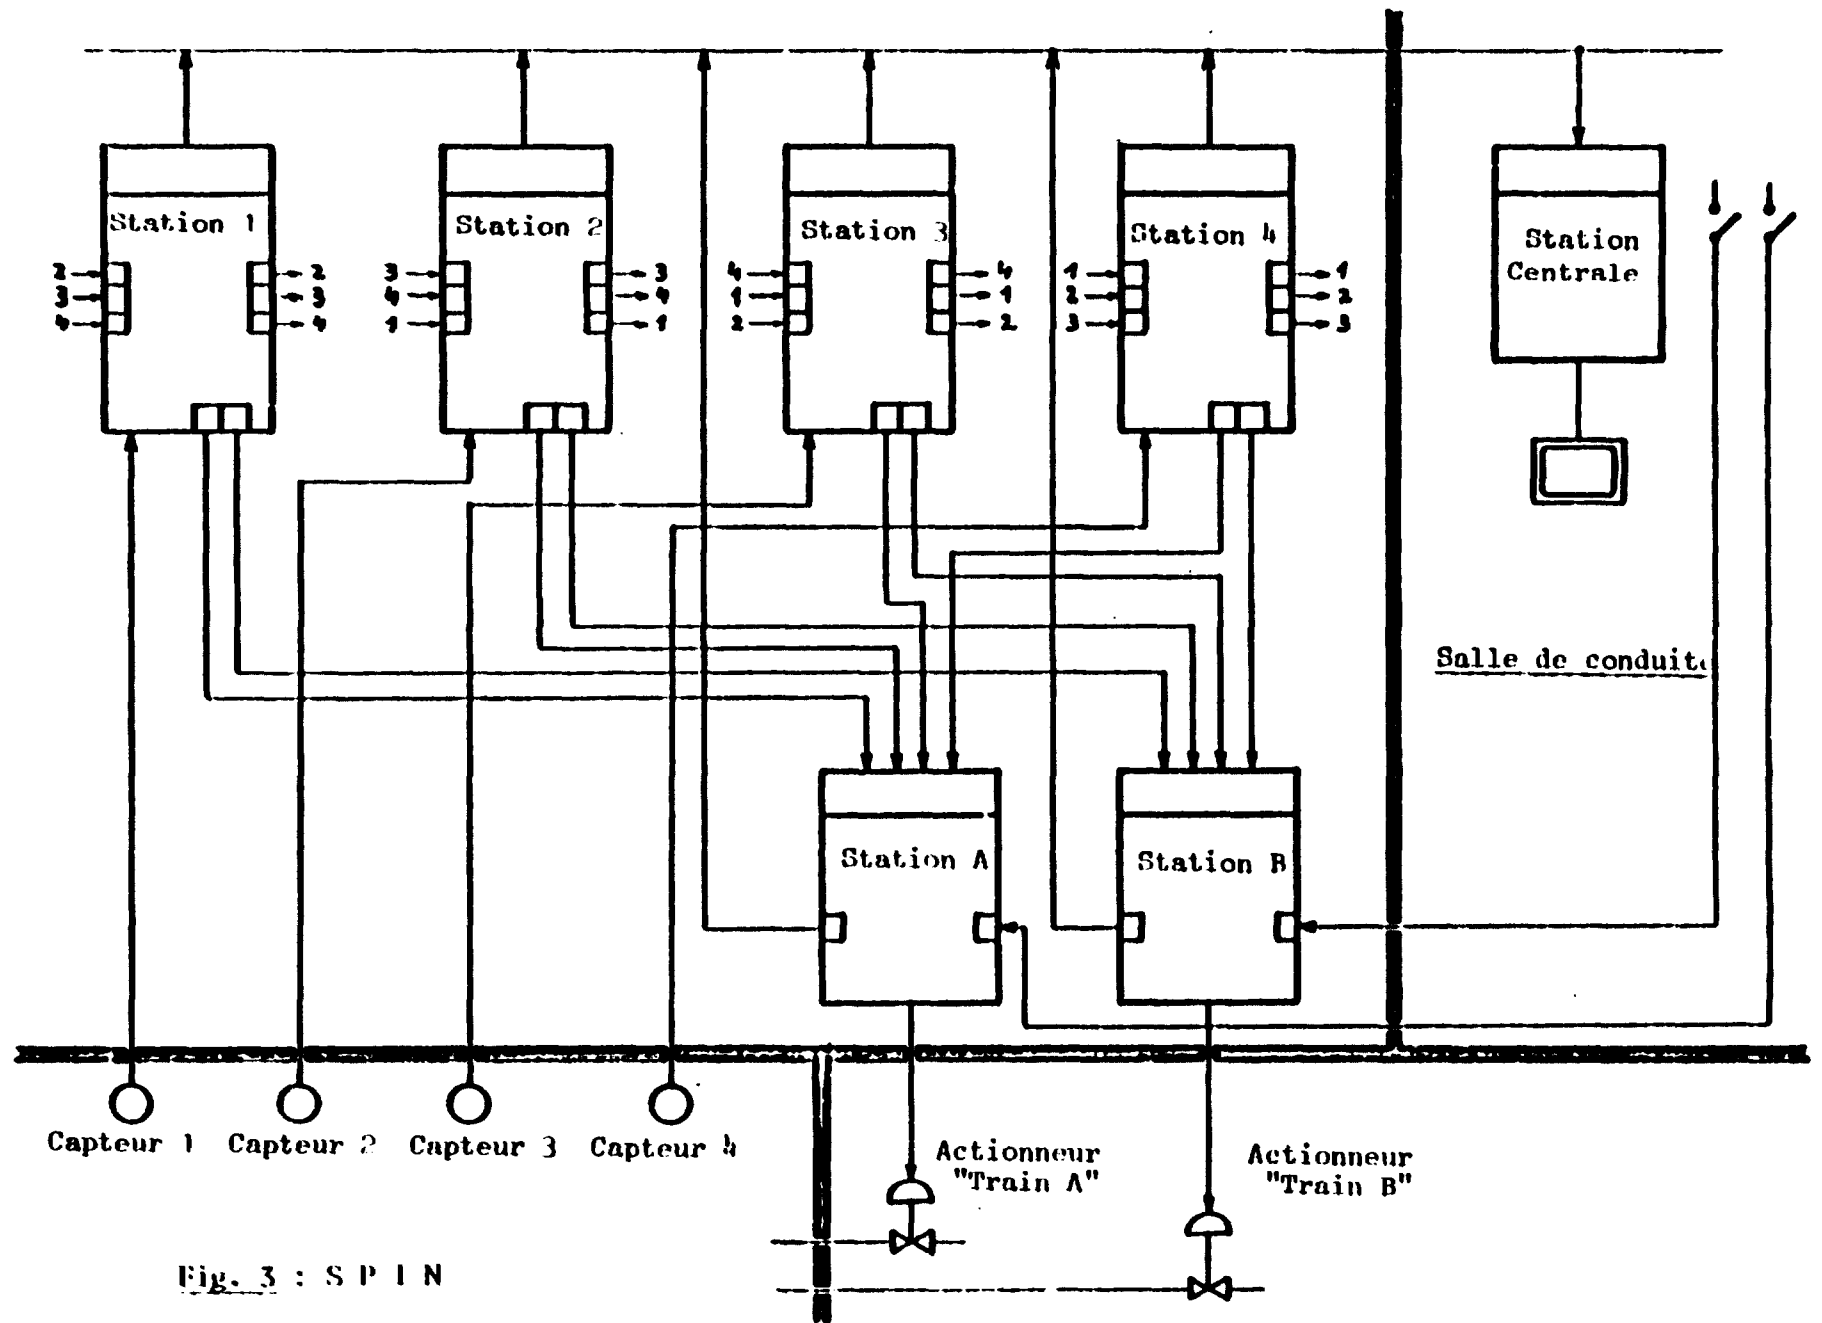 Station 1
Station 2
Station 3
Station 4
Station
Centrale
2 2
3 3
4 4
3 3
4 4
1 1
4 4
1 1
2 2
1 1
2 2
3 3
Salle de conduite
Station A
Station B
Capteur 1
Capteur 2
Capteur 3
Capteur 4
Actionneur
"Train A"
Actionneur
"Train B"
Fig. 3 : S P I N